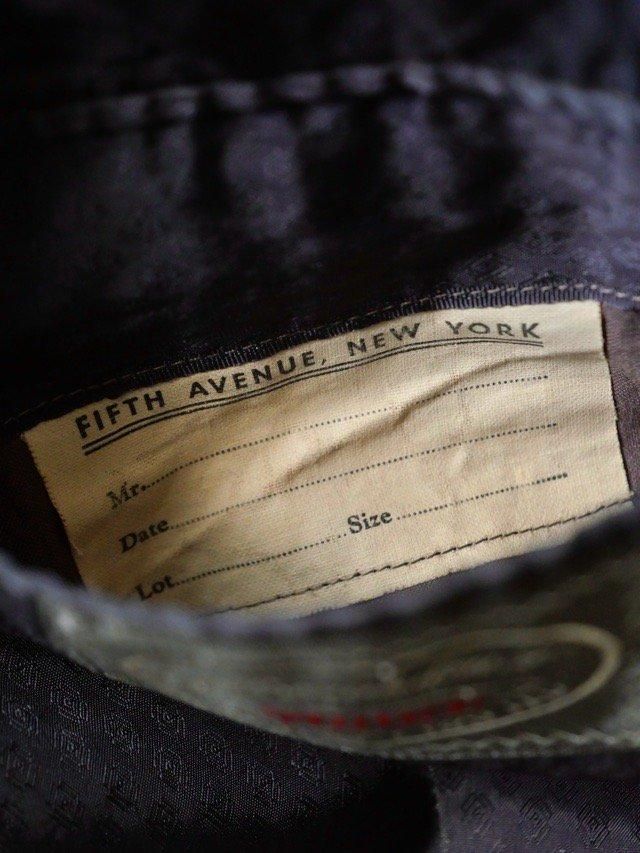 FIFTH AVENUE, NEW YORK
Mr.
Date
Lot Size